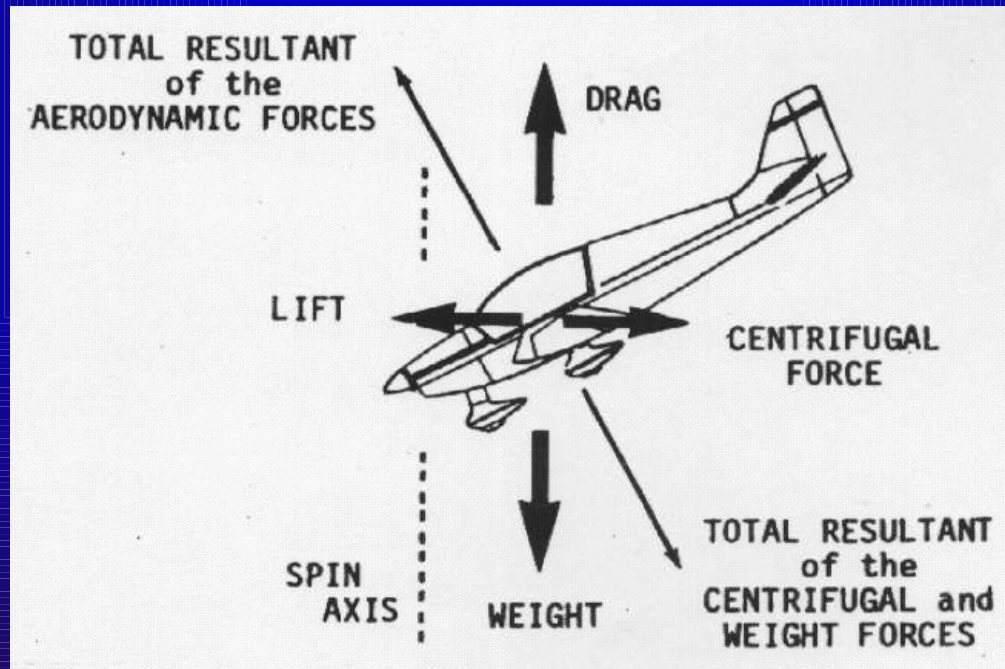 TOTAL RESULTANT
of the
AERODYNAMIC FORCES
DRAG
LIFT
CENTRIFUGAL
FORCE
SPIN
AXIS
WEIGHT
TOTAL RESULTANT
of the
CENTRIFUGAL and
WEIGHT FORCES